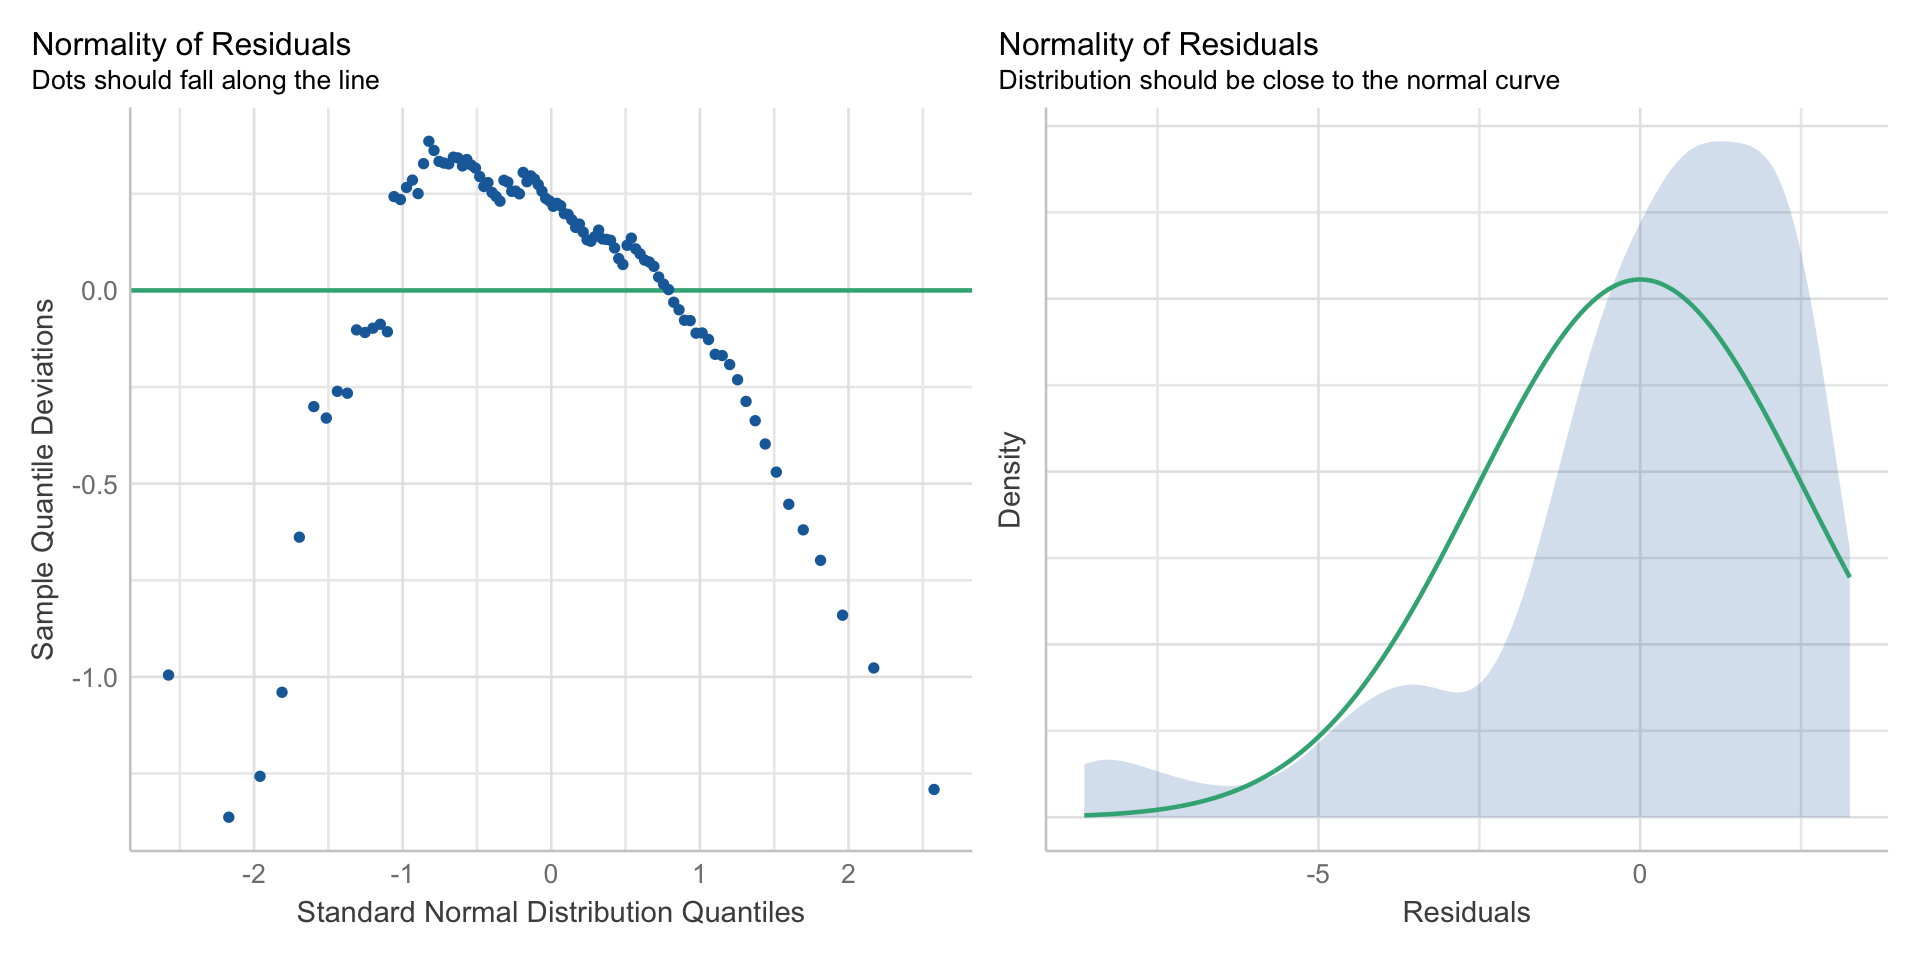 Normality of Residuals
Dots should fall along the line
Sample Quantile Deviations
0.0
-0.5
-1.0
-2
-1
0
1
2
Standard Normal Distribution Quantiles
Normality of Residuals
Distribution should be close to the normal curve
Density
-5
0
Residuals